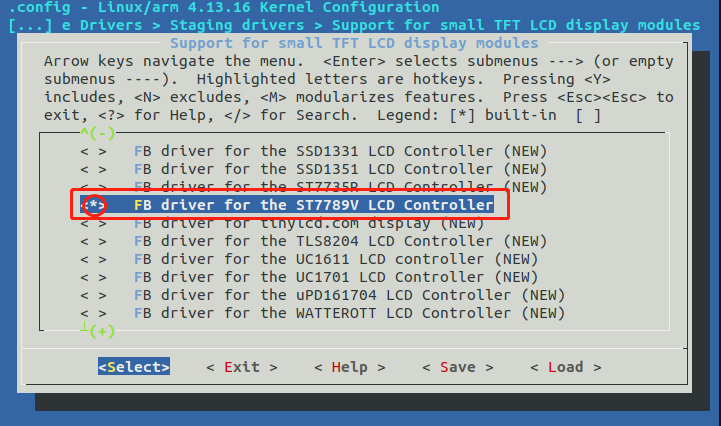 .config - Linux/arm 4.13.16 Kernel Configuration
[...] e Drivers > Staging drivers > Support for small TFT LCD display modules
Support for small TFT LCD display modules
Arrow keys navigate the menu.  <Enter> selects submenus ---> (or empty
submenus ----).  Highlighted letters are hotkeys.  Pressing <Y>
includes, <N> excludes, <M> modularizes features.  Press <Esc><Esc> to
exit, <?> for Help, </> for Search.  Legend: [*] built-in  [ ]
^(-)
< >   FB driver for the SSD1331 LCD Controller (NEW)
< >   FB driver for the SSD1351 LCD Controller (NEW)
< >   FB driver for the ST7735R LCD Controller (NEW)
<*>   FB driver for the ST7789V LCD Controller
< >   FB driver for tinylcd.com display (NEW)
< >   FB driver for the TLS8204 LCD Controller (NEW)
< >   FB driver for the UC1611 LCD controller (NEW)
< >   FB driver for the UC1701 LCD Controller (NEW)
< >   FB driver for the uPD161704 LCD Controller (NEW)
< >   FB driver for the WATTEROTT LCD Controller (NEW)
┴(+)
<Select>    < Exit >    < Help >    < Save >    < Load >